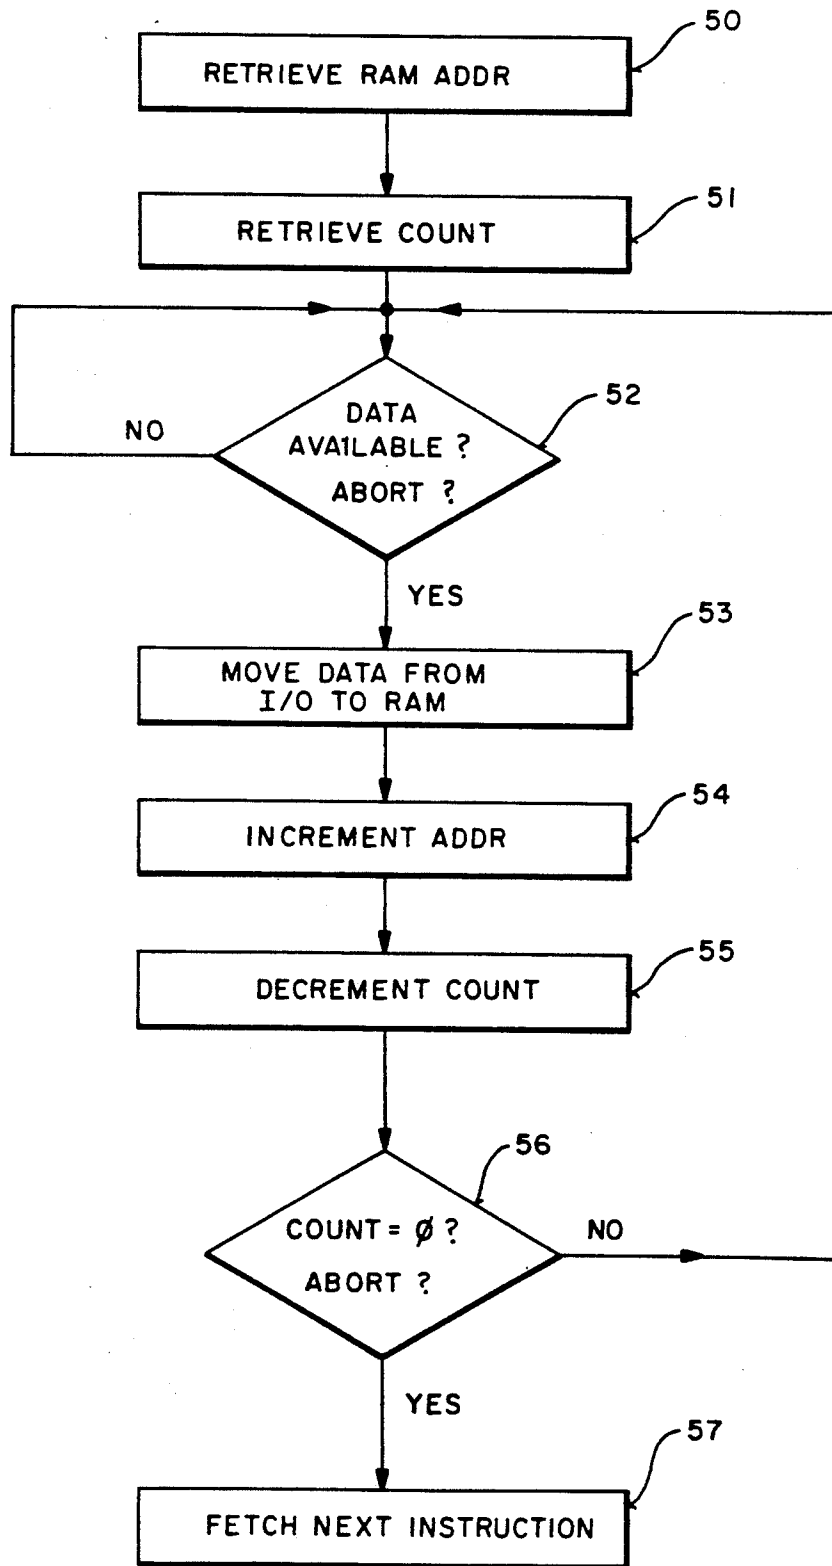 50
RETRIEVE RAM ADDR
51
RETRIEVE COUNT
52
DATA
AVAILABLE ?
ABORT ?
NO
YES
53
MOVE DATA FROM
I/O TO RAM
54
INCREMENT ADDR
55
DECREMENT COUNT
56
COUNT = Ø ?
ABORT ?
NO
YES
57
FETCH NEXT INSTRUCTION